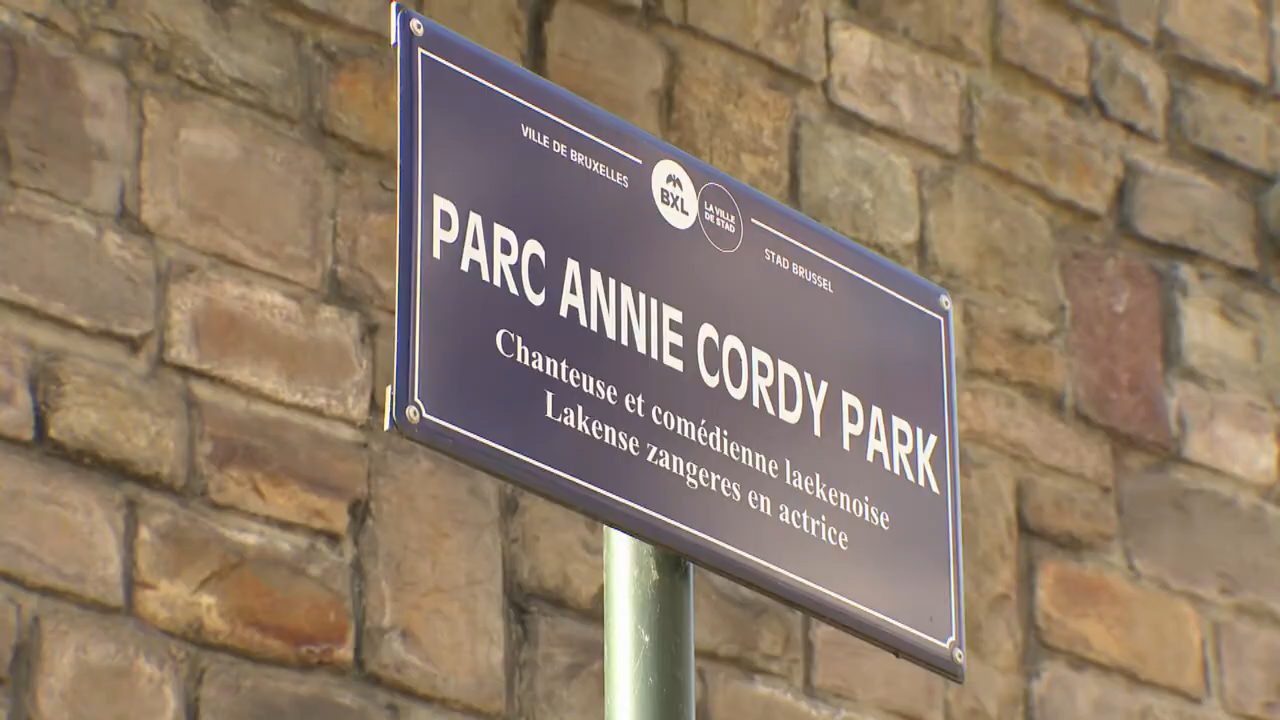 VILLE DE BRUXELLES
BXL
LA VILLE
DE STAD
STAD BRUSSEL
PARC ANNIE CORDY PARK
Chanteuse et comédienne laekenoise
Lakense zangeres en actrice